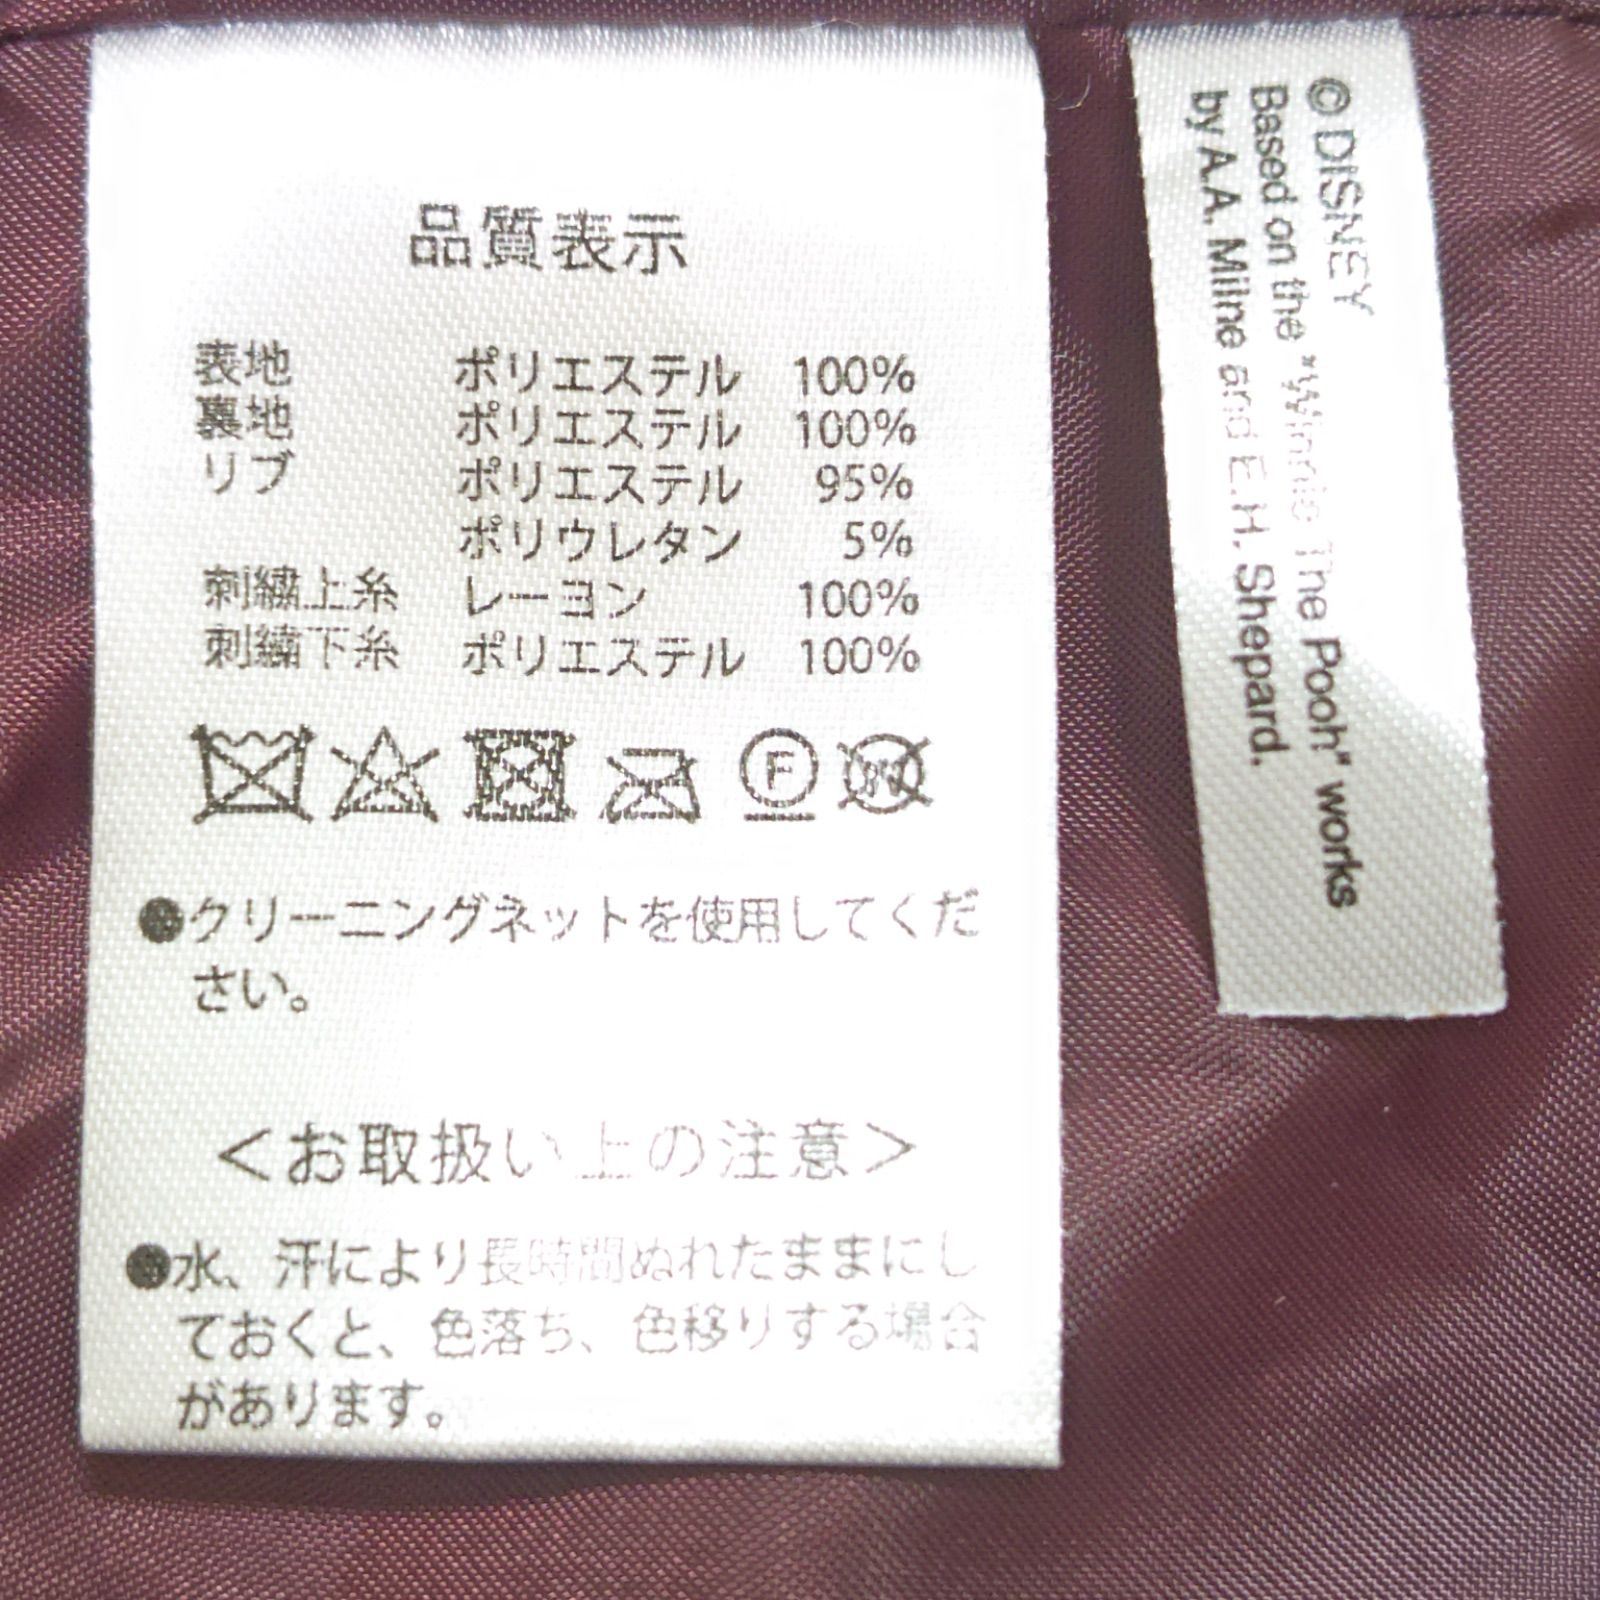 品質表示
表地 ポリエステル 100%
裏地 ポリエステル 100%
リブ ポリエステル 95%
ポリウレタン 5%
刺繍上糸 レーヨン 100%
刺繍下糸 ポリエステル 100%
F W
●クリーニングネットを使用してくだ
さい。
＜お取扱い上の注意＞
●水、汗により長時間ぬれたままにし
ておくと、色落ち、色移りする場合
があります。
© DISNEY
Based on the "Winnie The Pooh" works
by A.A. Milne and E.H. Shepard.